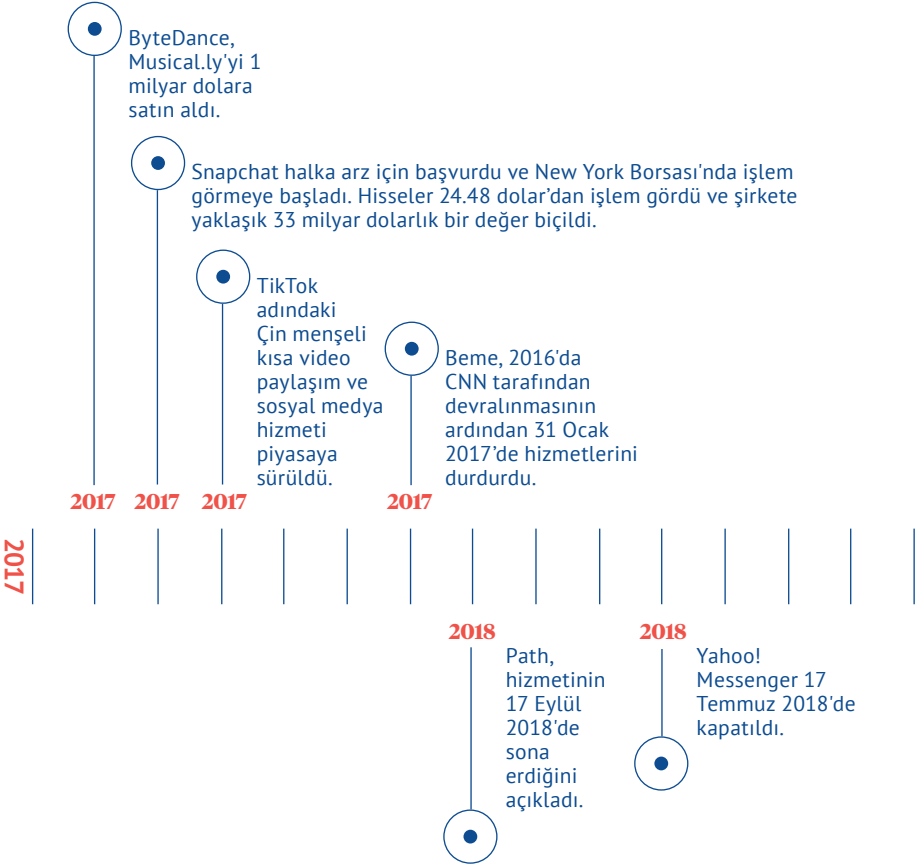 ByteDance,
Musical.ly'yi 1
milyar dolara
satın aldı.
Snapchat halka arz için başvurdu ve New York Borsası'nda işlem
görmeye başladı. Hisseler 24.48 dolar’dan işlem gördü ve şirkete
yaklaşık 33 milyar dolarlık bir değer biçildi.
TikTok
adındaki
Çin menşeli
kısa video
paylaşım ve
sosyal medya
hizmeti
piyasaya
sürüldü.
Beme, 2016'da
CNN tarafından
devralınmasının
ardından 31 Ocak
2017’de hizmetlerini
durdurdu.
2017 2017 2017 2017
2017
2018 2018
Path,
hizmetinin
17 Eylül
2018'de
sona
erdiğini
açıkladı.
Yahoo!
Messenger 17
Temmuz 2018'de
kapatıldı.